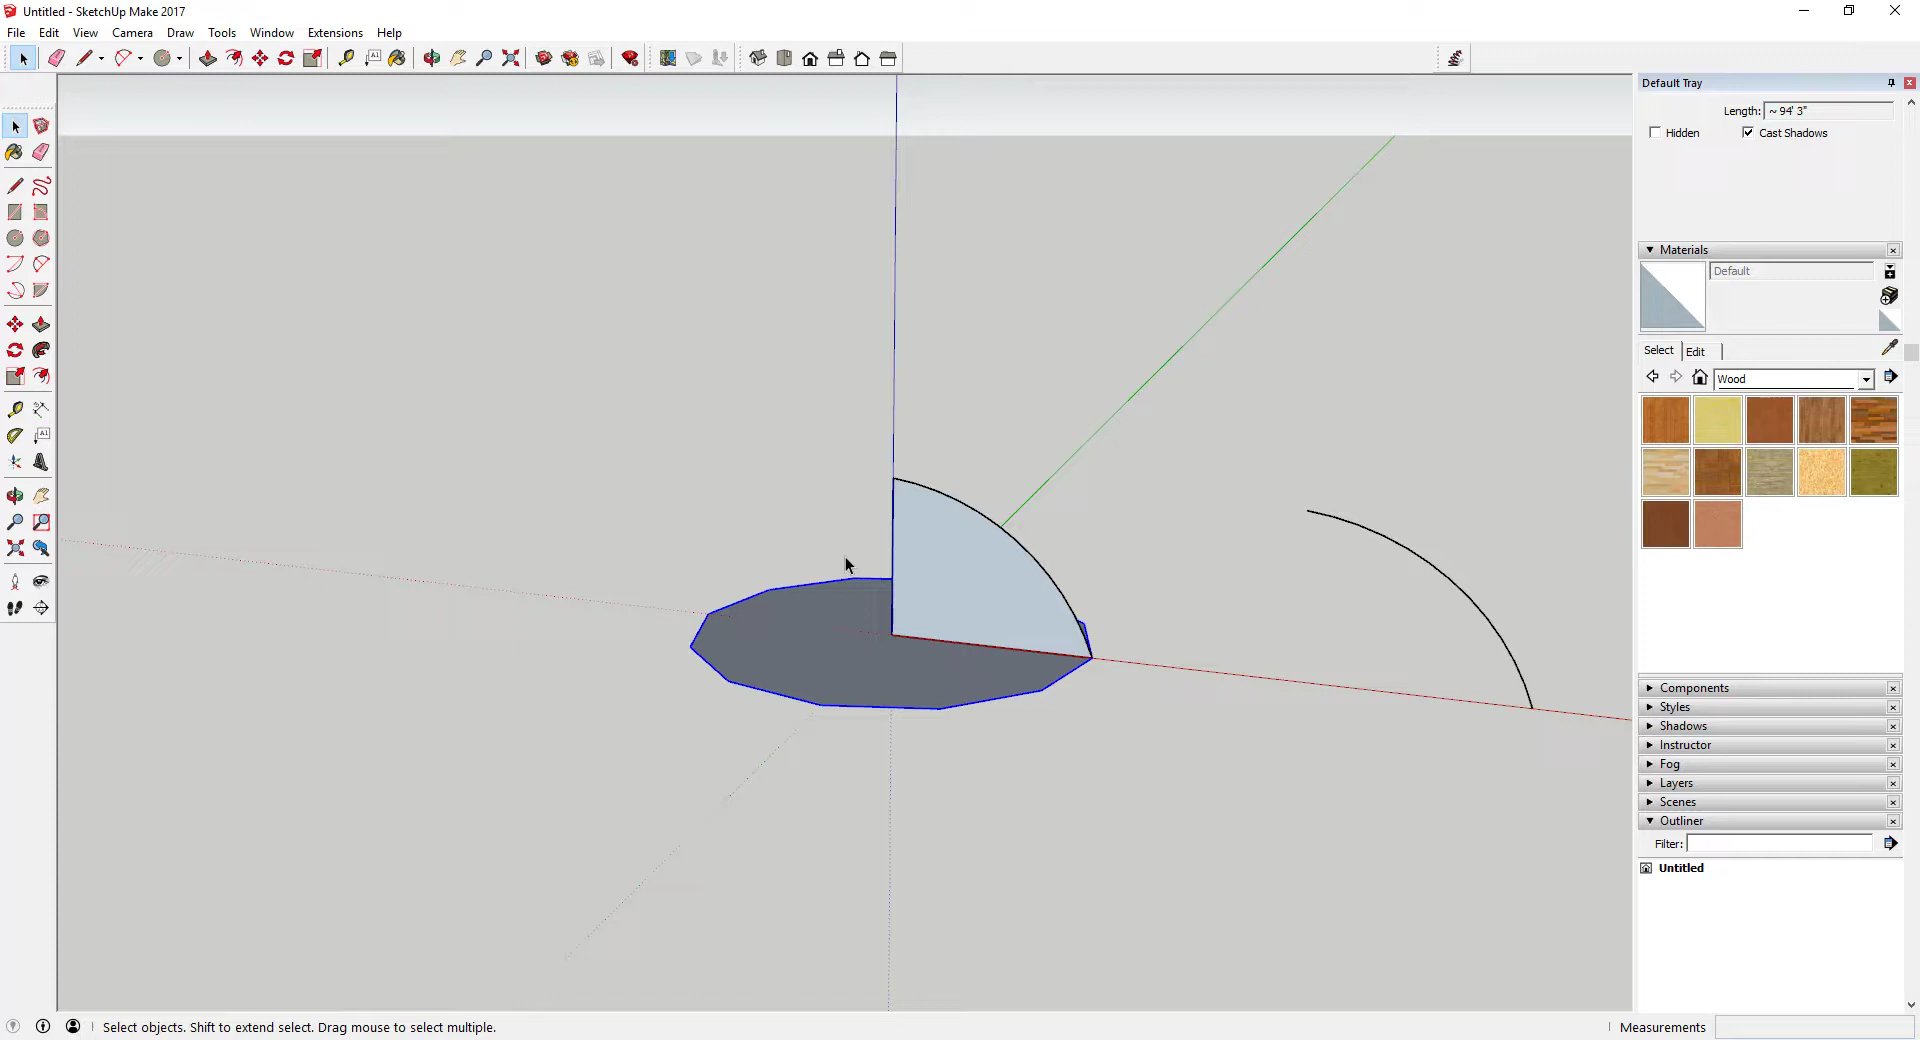 Untitled - SketchUp Make 2017
File Edit View Camera Draw Tools Window Extensions Help
A1
Default Tray
Length: ~ 94' 3"
Hidden Cast Shadows
Materials
Default
Select Edit
Wood
A1
Components
Styles
Shadows
Instructor
Fog
Layers
Scenes
Outliner
Filter:
Untitled
Select objects. Shift to extend select. Drag mouse to select multiple.
Measurements